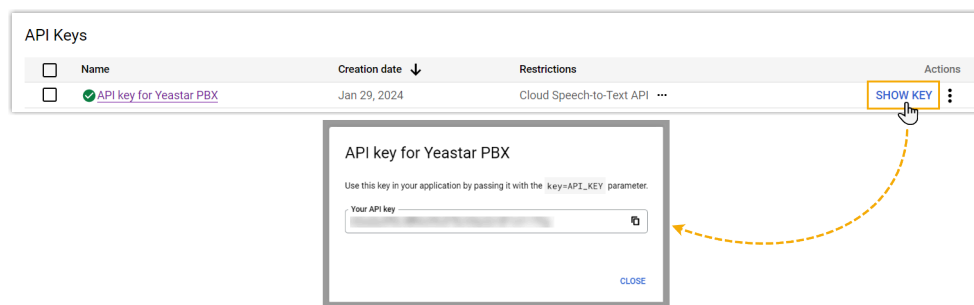 API Keys
Name Creation date Restrictions Actions
API key for Yeastar PBX Jan 29, 2024 Cloud Speech-to-Text API ••• SHOW KEY
API key for Yeastar PBX
Use this key in your application by passing it with the key=API_KEY parameter.
Your API key
CLOSE